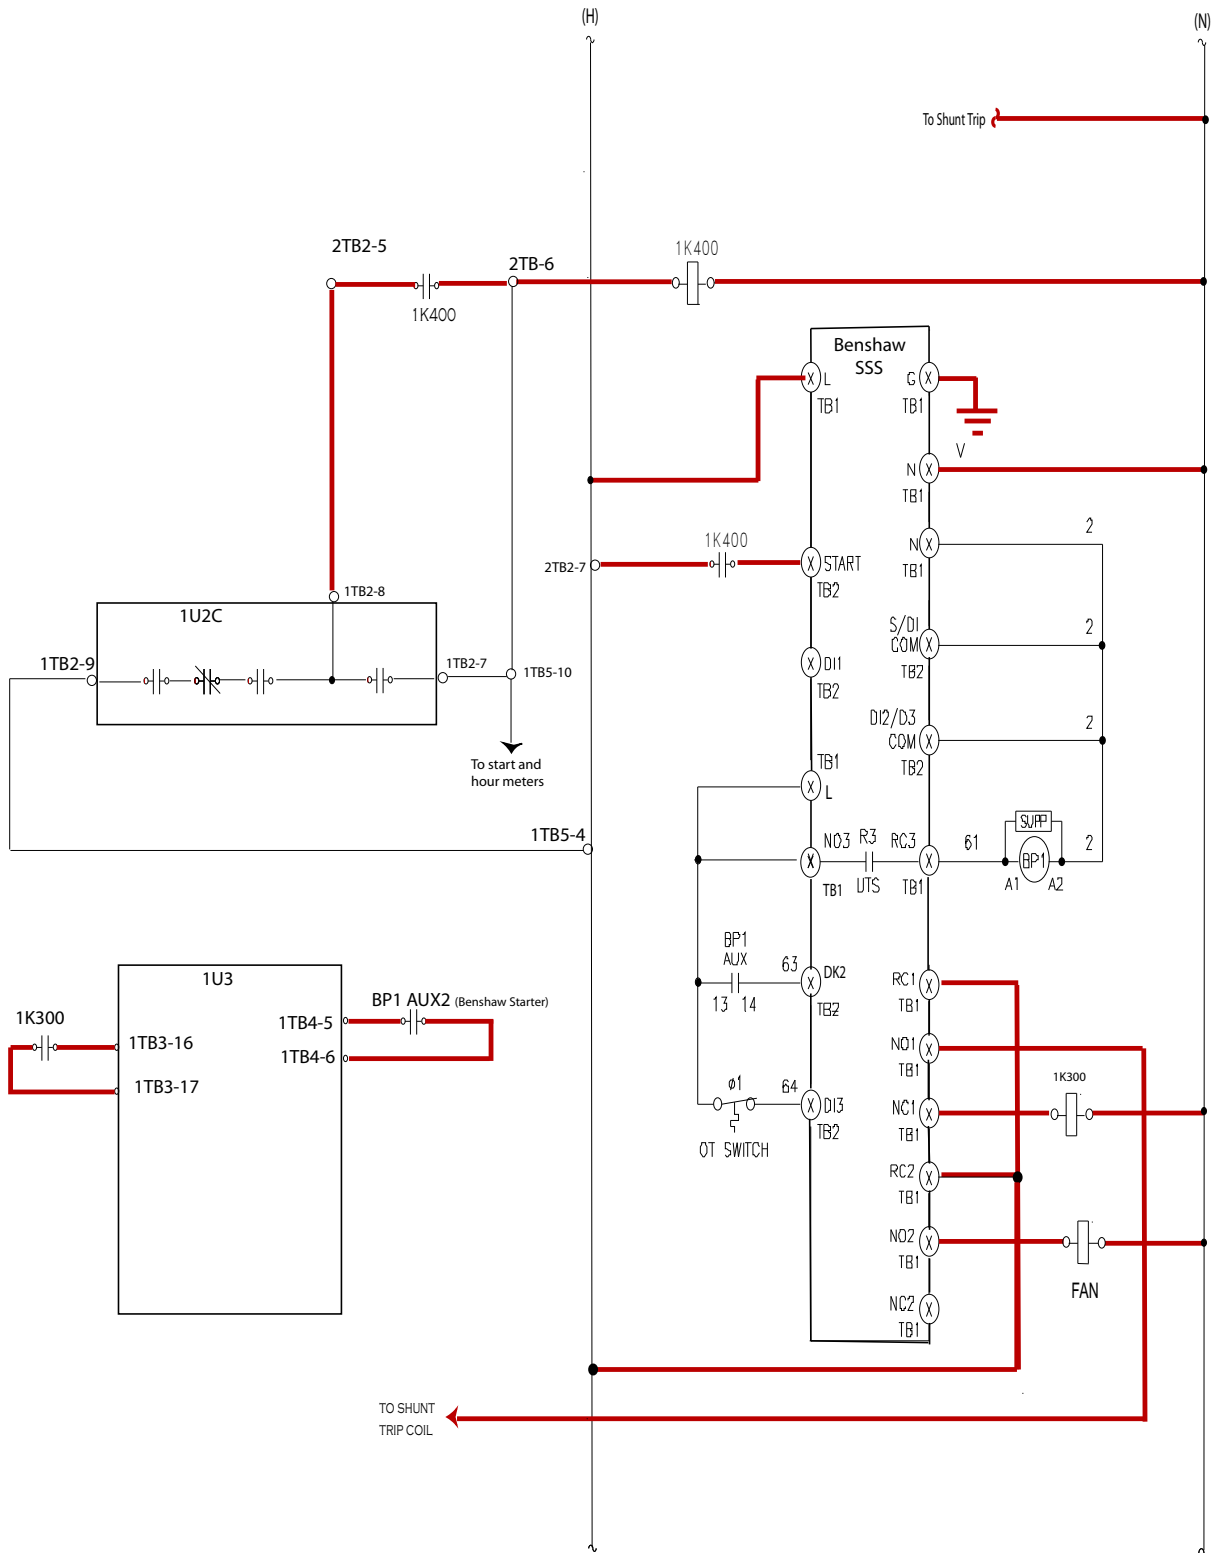 (H)
(N)
To Shunt Trip
2TB2-5
2TB-6
1K400
1K400
Benshaw
SSS
L
TB1
G
TB1
V
N
TB1
1K400
2TB2-7
START
TB2
N
TB1
2
1TB2-8
1U2C
1TB2-9
1TB2-7
1TB5-10
S/DI
COM
TB2
2
DI1
TB2
DI2/D3
COM
TB2
2
To start and
hour meters
TB1
L
1TB5-4
NO3
TB1
R3
UTS
RC3
TB1
61
SUPP
BP1
A1
A2
2
BP1
AUX
13
14
63
DK2
TB2
RC1
TB1
1U3
1K300
1TB3-16
1TB3-17
1TB4-5
1TB4-6
BP1 AUX2 (Benshaw Starter)
NO1
TB1
ø1
64
DI3
TB2
OT SWITCH
NC1
TB1
1K300
RC2
TB1
NO2
TB1
FAN
NC2
TB1
TO SHUNT
TRIP COIL